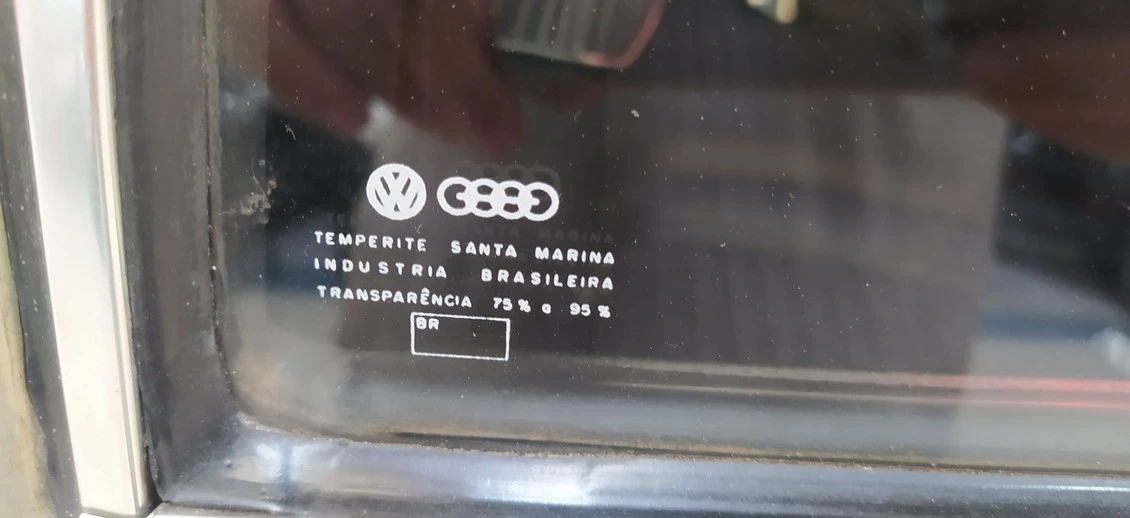 TEMPERITE SANTA MARINA
INDUSTRIA BRASILEIRA
TRANSPARÊNCIA 75% a 95%
BR